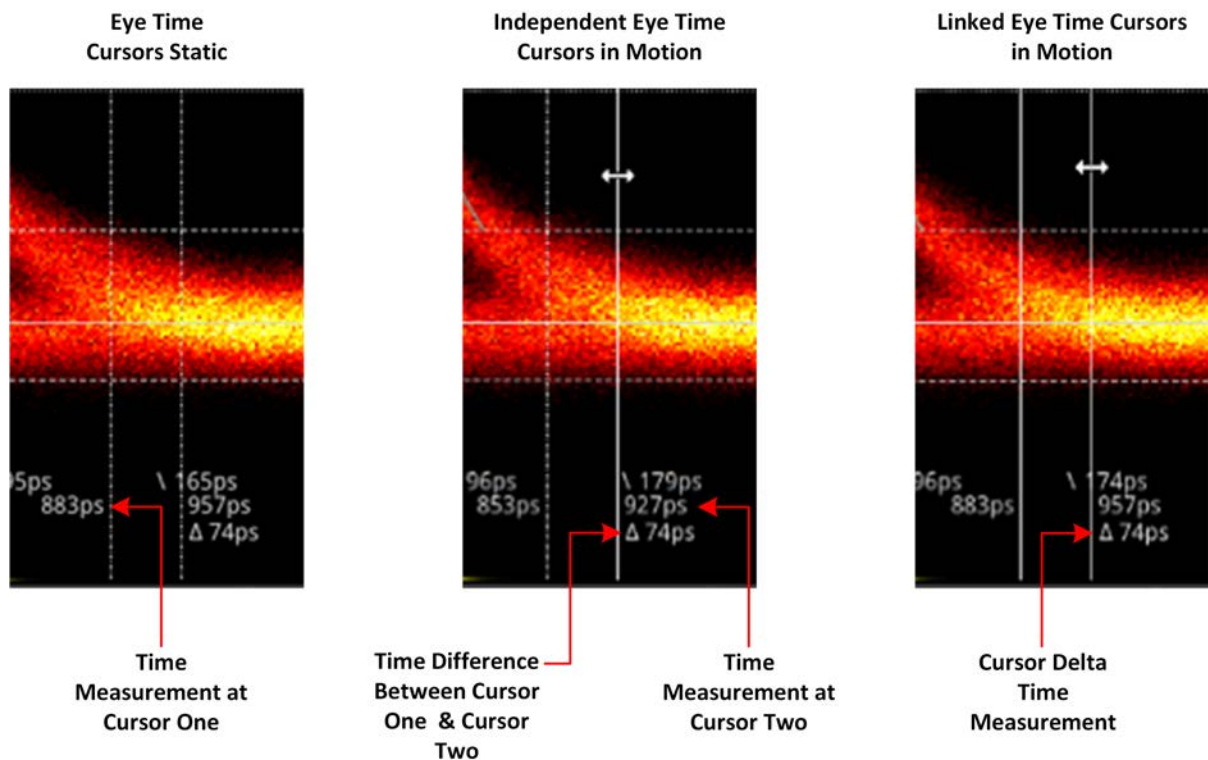 Eye Time
Cursors Static
Independent Eye Time
Cursors in Motion
Linked Eye Time Cursors
in Motion
95ps \ 165ps
883ps 957ps
Δ 74ps
96ps \ 179ps
853ps 927ps
Δ 74ps
96ps \ 174ps
883ps 957ps
Δ 74ps
Time
Measurement at
Cursor One
Time Difference
Between Cursor
One & Cursor
Two
Time
Measurement at
Cursor Two
Cursor Delta
Time
Measurement